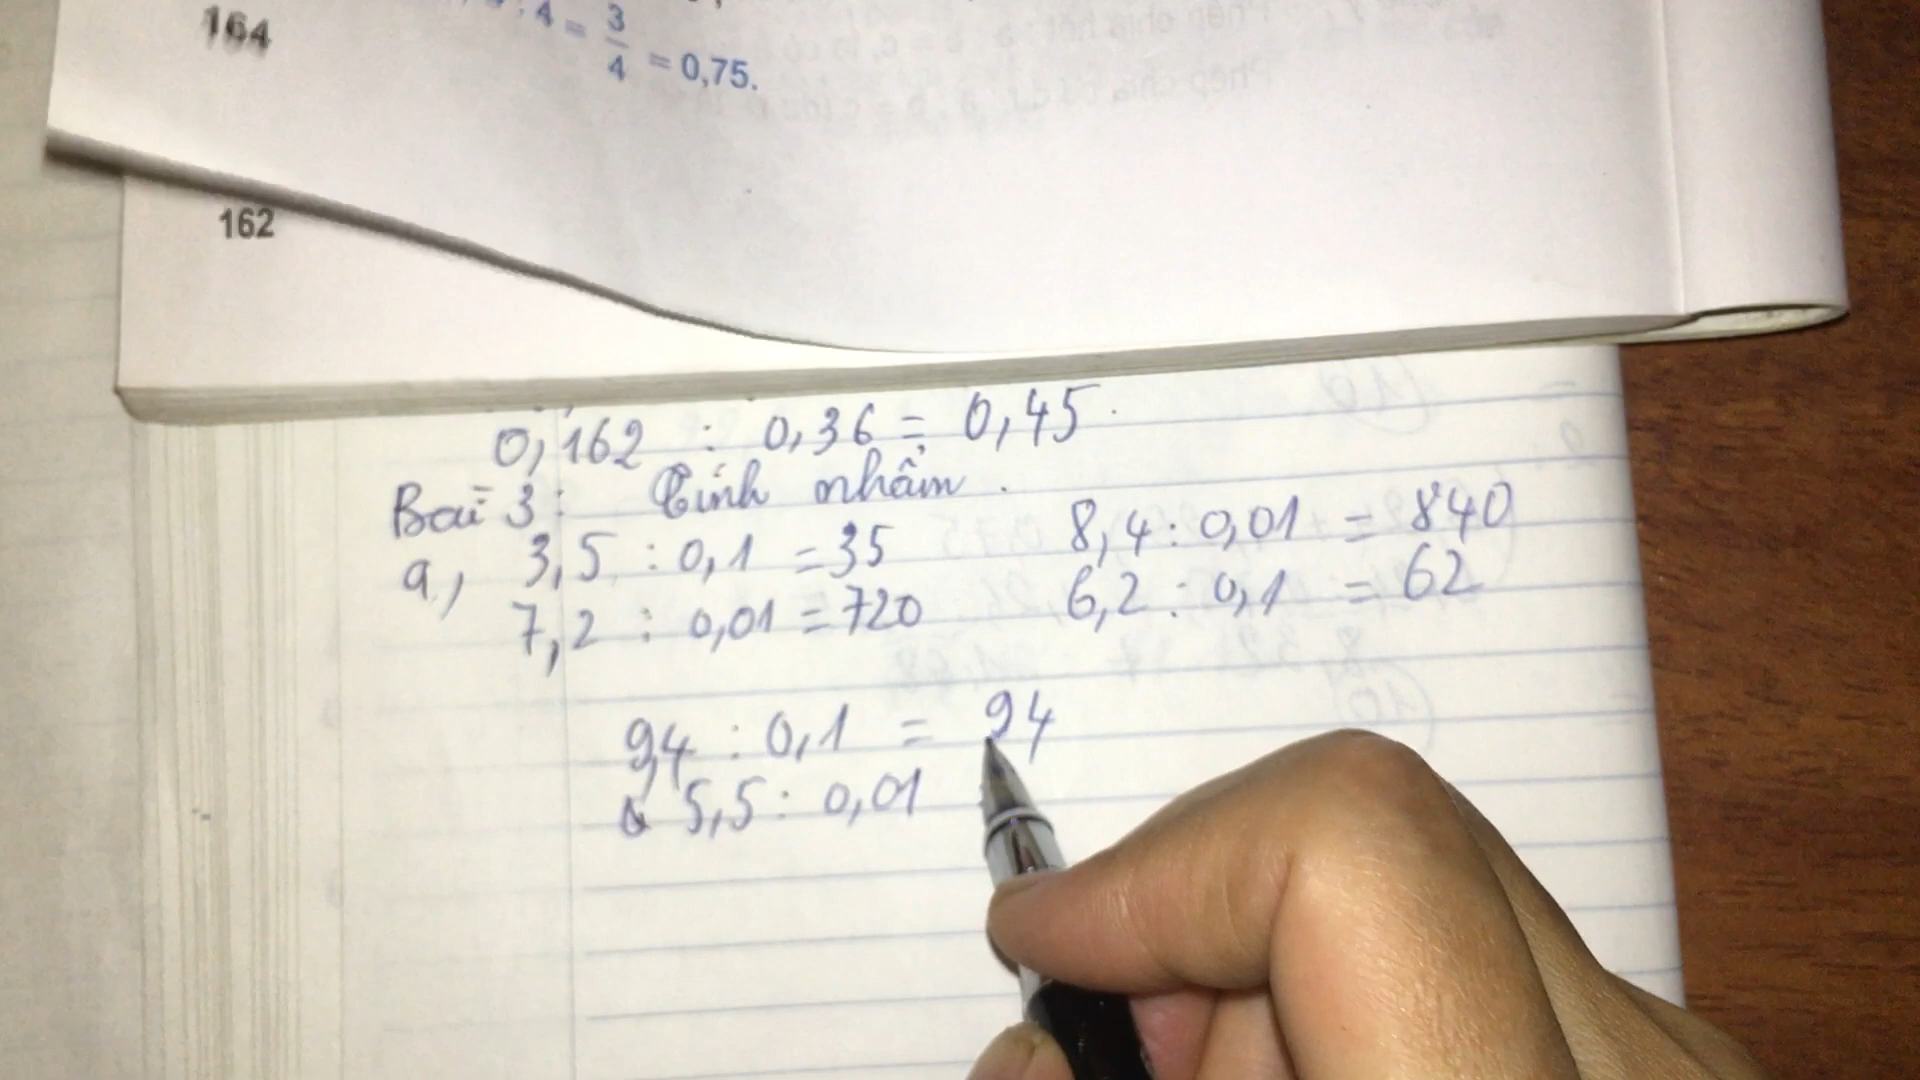 164
: 4 = 3/4 = 0,75.
162
0,162 : 0,36 = 0,45.
Bài 3: Tính nhẩm.
a, 3,5 : 0,1 = 35 8,4 : 0,01 = 840
7,2 : 0,01 = 720 6,2 : 0,1 = 62
9,4 : 0,1 = 94
5,5 : 0,01